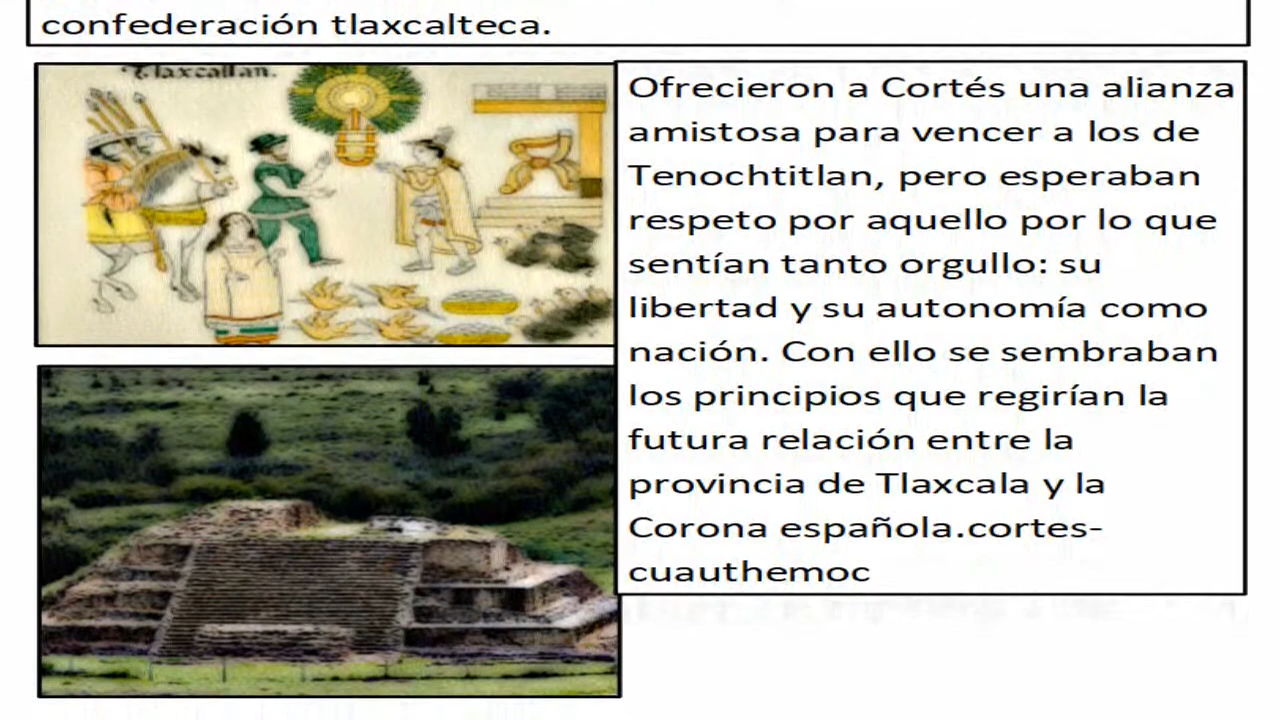 confederación tlaxcalteca.
Tlaxcallan.
Ofrecieron a Cortés una alianza
amistosa para vencer a los de
Tenochtitlan, pero esperaban
respeto por aquello por lo que
sentían tanto orgullo: su
libertad y su autonomía como
nación. Con ello se sembraban
los principios que regirían la
futura relación entre la
provincia de Tlaxcala y la
Corona española.cortes-
cuauthemoc